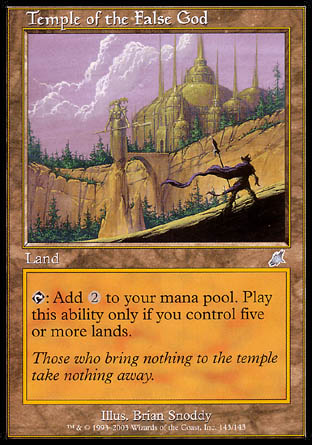 Temple of the False God
Land
: Add 2 to your mana pool. Play
this ability only if you control five
or more lands.
Those who bring nothing to the temple
take nothing away.
Illus. Brian Snoddy
™ & © 1993-2003 Wizards of the Coast, Inc. 143/143